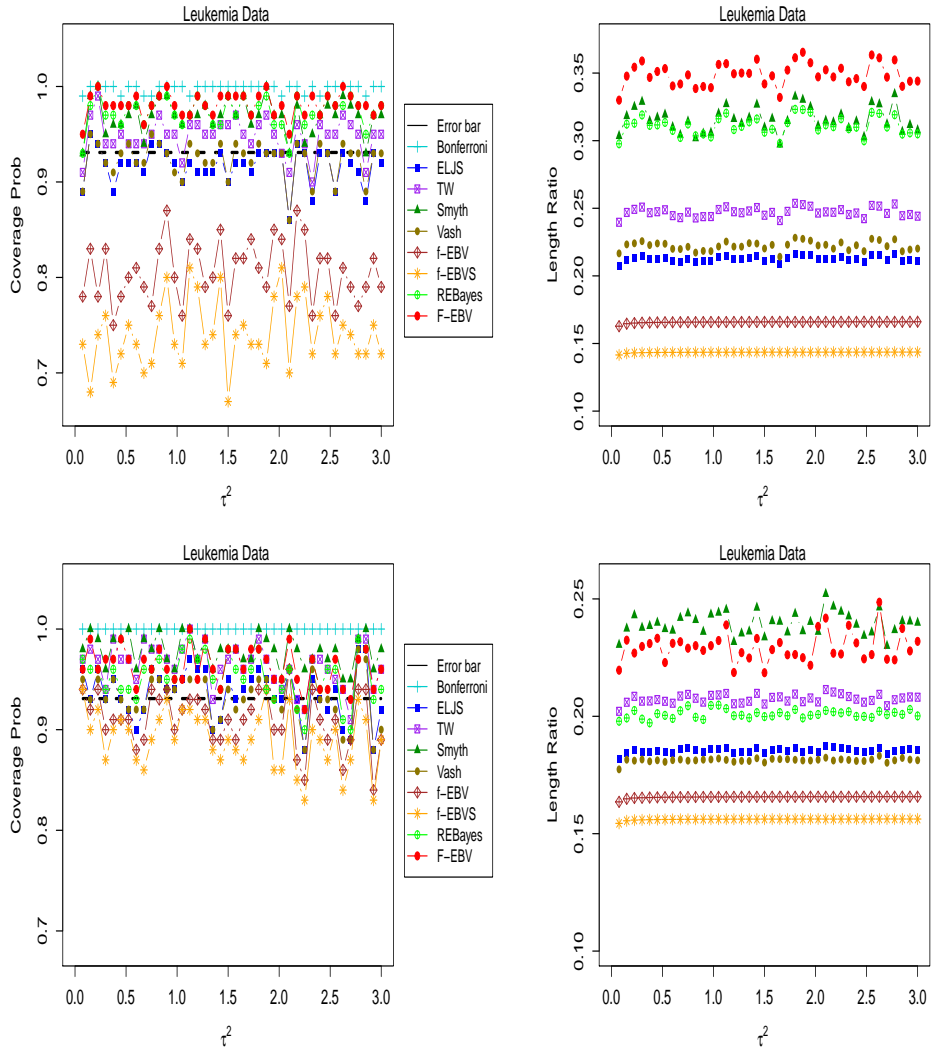 Leukemia Data
Coverage Prob
1.0
0.9
0.8
0.7
0.0 0.5 1.0 1.5 2.0 2.5 3.0
τ²
Error bar
Bonferroni
ELJS
TW
Smyth
Vash
f-EBV
f-EBVS
REBayes
F-EBV
Leukemia Data
Length Ratio
0.35
0.30
0.25
0.20
0.15
0.10
0.0 0.5 1.0 1.5 2.0 2.5 3.0
τ²
Leukemia Data
Coverage Prob
1.0
0.9
0.8
0.7
0.0 0.5 1.0 1.5 2.0 2.5 3.0
τ²
Error bar
Bonferroni
ELJS
TW
Smyth
Vash
f-EBV
f-EBVS
REBayes
F-EBV
Leukemia Data
Length Ratio
0.25
0.20
0.15
0.10
0.0 0.5 1.0 1.5 2.0 2.5 3.0
τ²